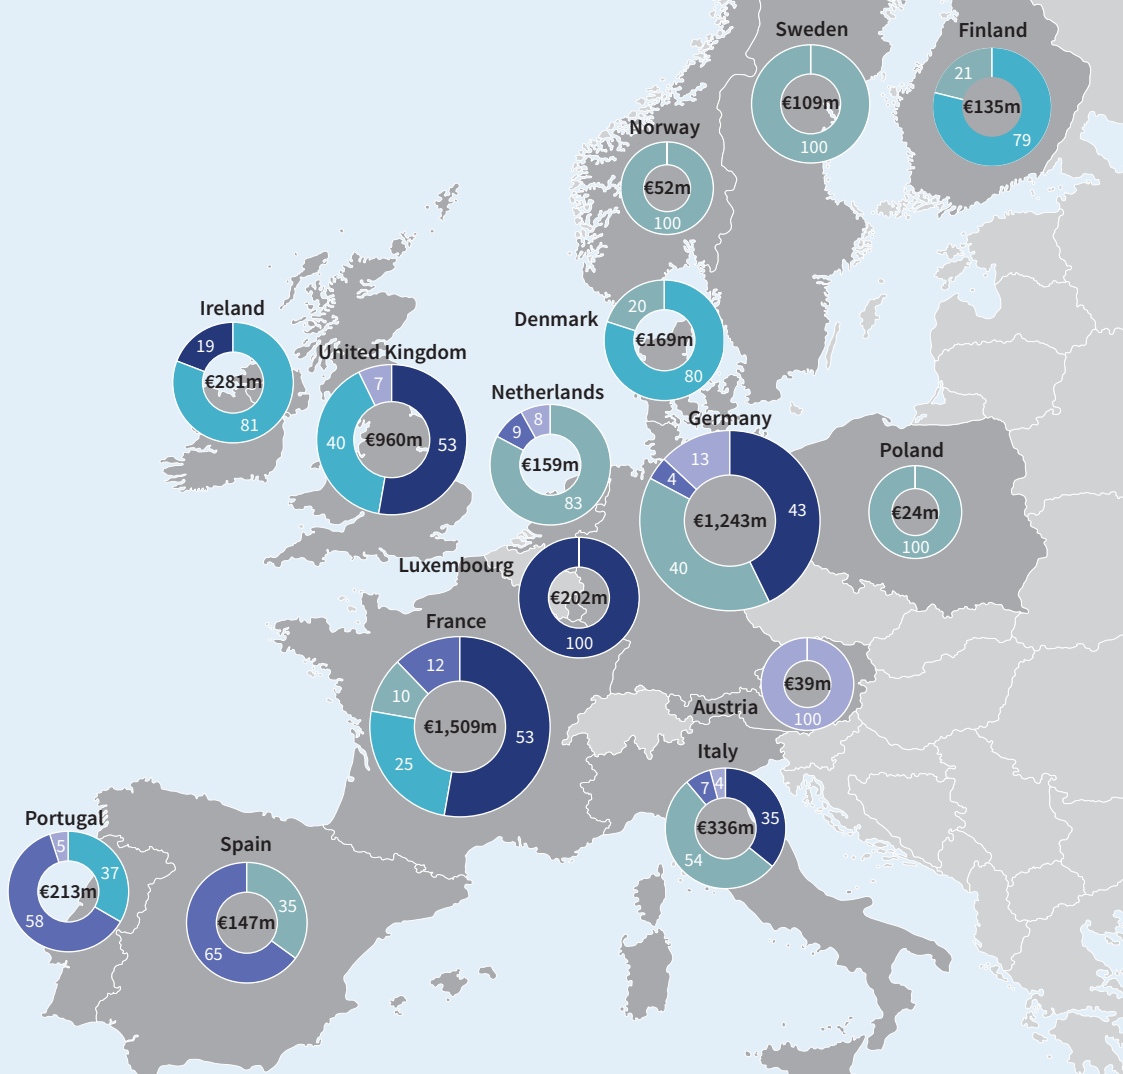 Sweden
€109m
100
Finland
21
€135m
79
Norway
€52m
100
Ireland
19
€281m
81
Denmark
20
€169m
80
United Kingdom
7
40
€960m
53
Netherlands
9
8
€159m
83
Germany
13
4
€1,243m
43
40
Poland
€24m
100
Luxembourg
€202m
100
France
12
10
€1,509m
53
25
Austria
€39m
100
Italy
7
4
35
€336m
54
Portugal
5
37
€213m
58
Spain
35
€147m
65